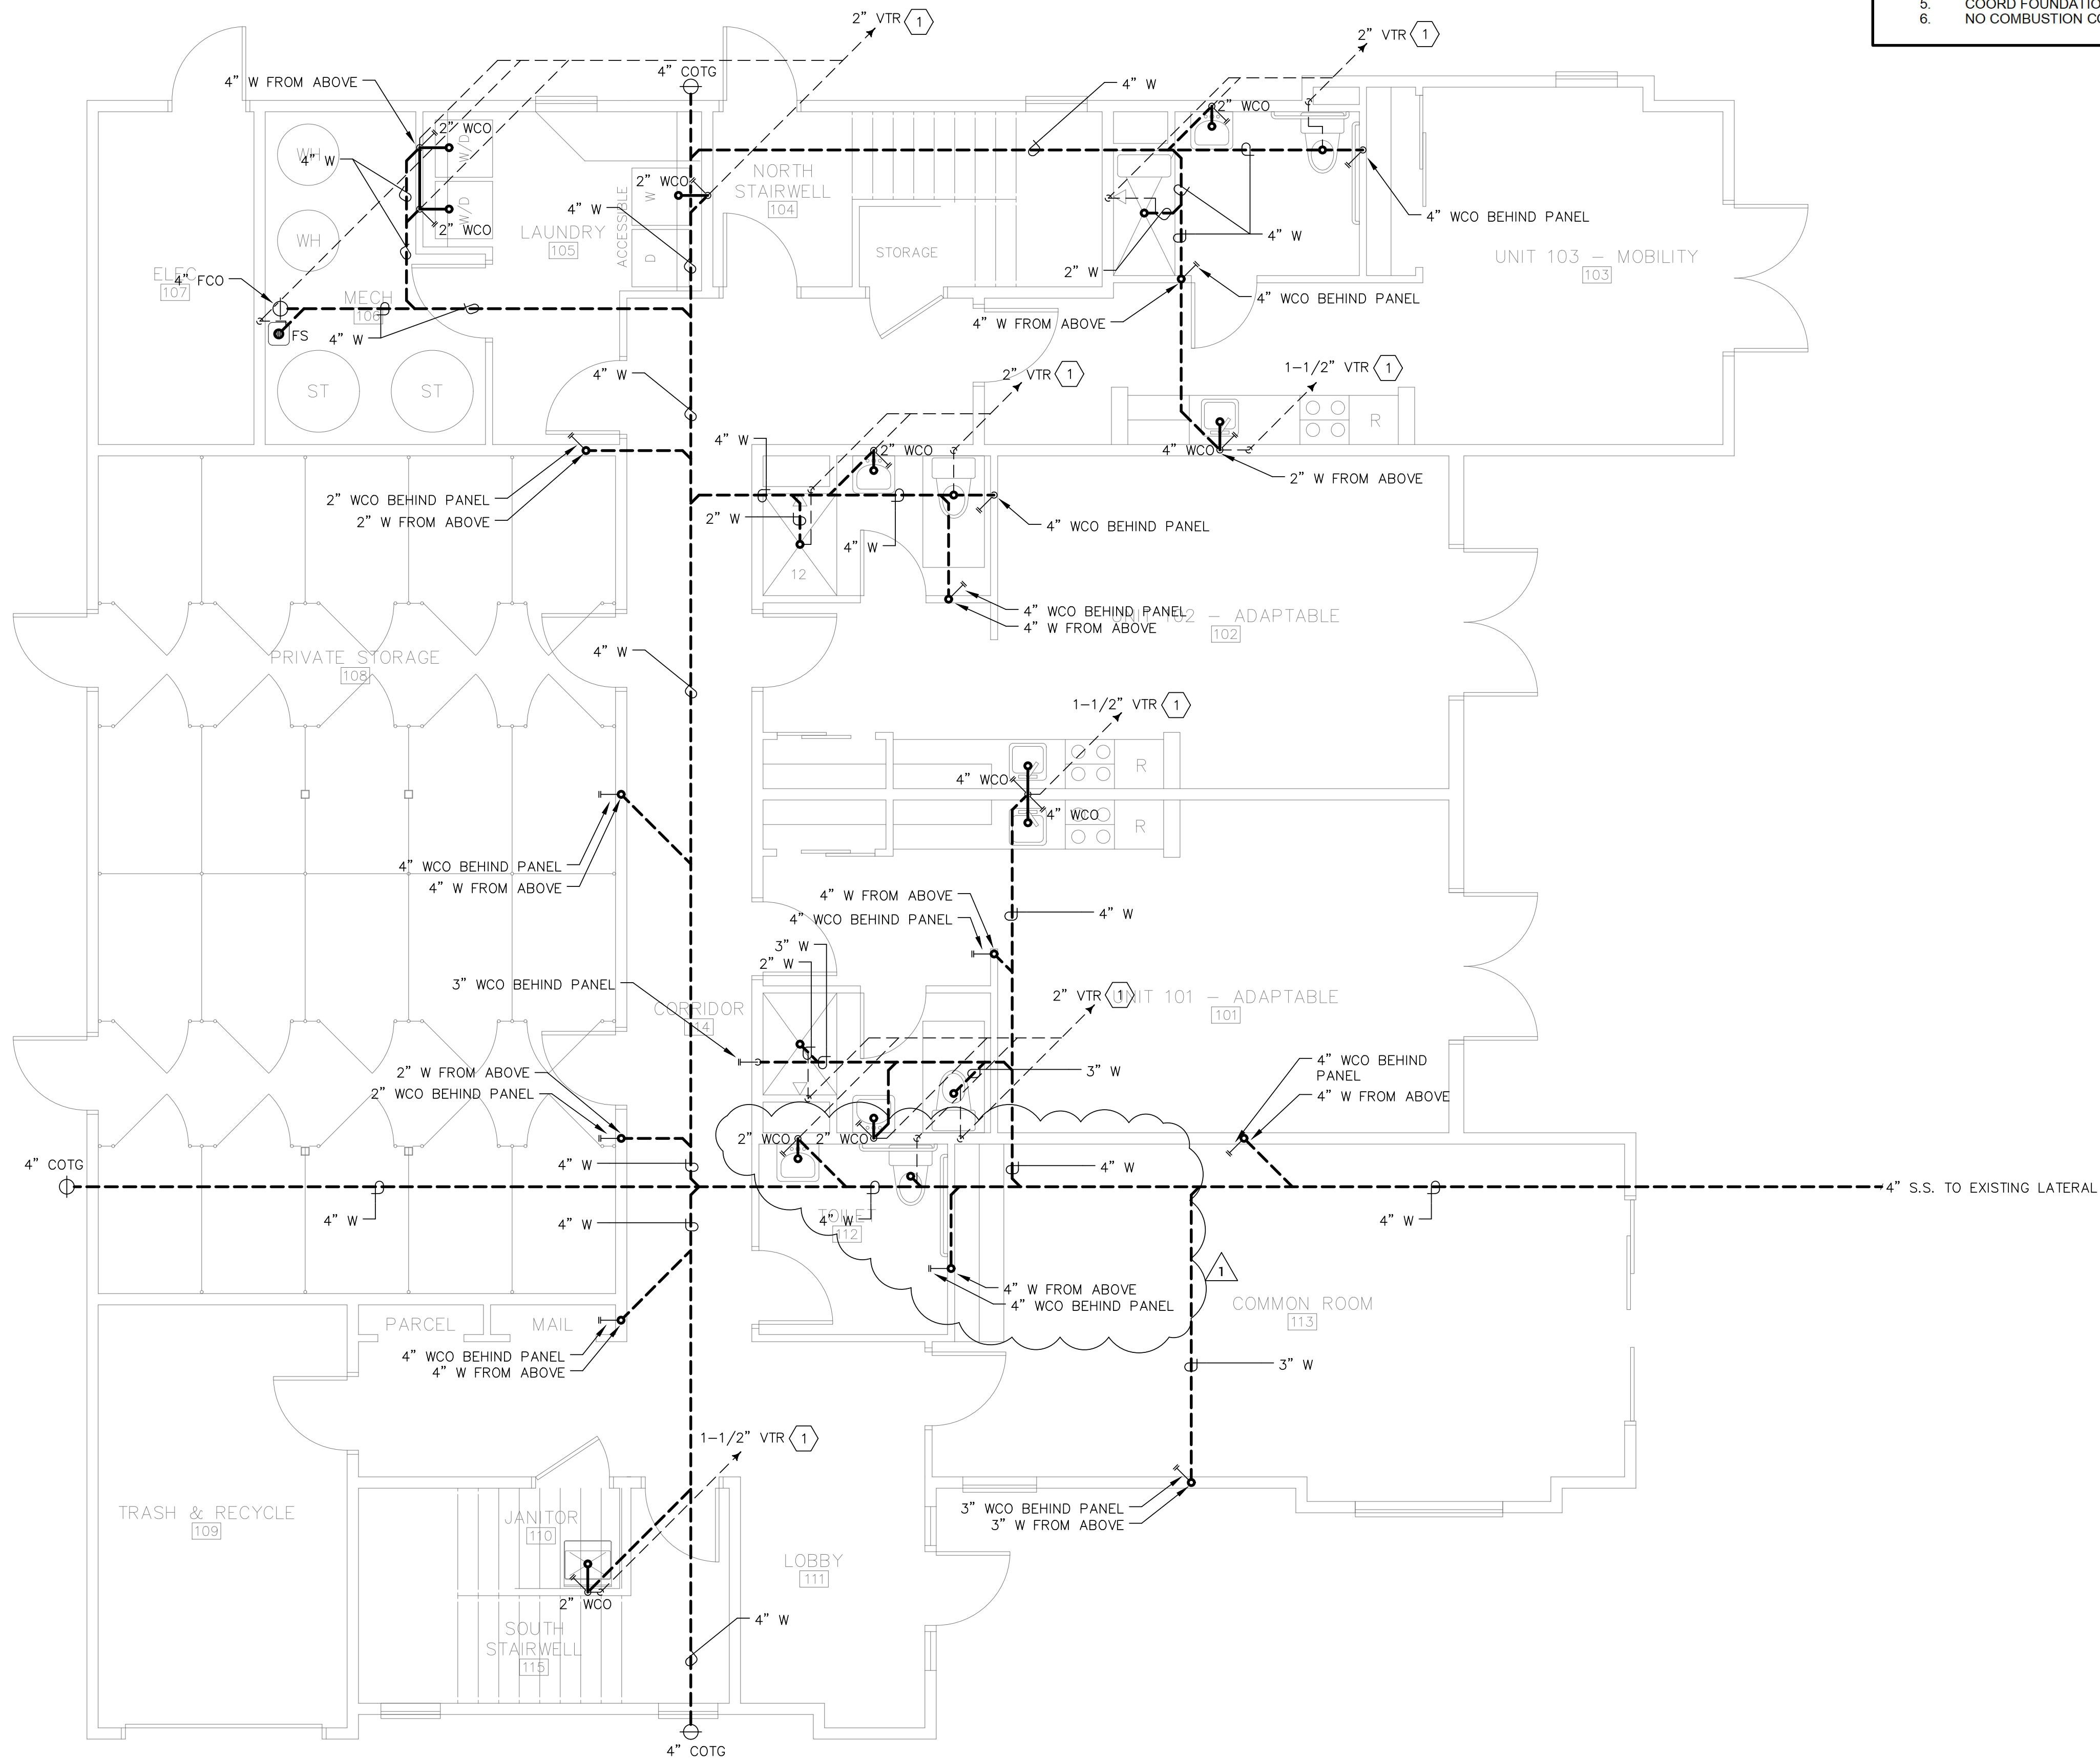 5. COORD FOUNDATIO
6. NO COMBUSTION CO
2" VTR 1
2" VTR 1
4" COTG
4" W FROM ABOVE
4" W
2" WCO
2" WCO
W/D
WH
4" W
NORTH
STAIRWELL
104
2" WCO
W
ACCESSIBLE
4" W
W/D
2" WCO
LAUNDRY
105
D
4" WCO BEHIND PANEL
4" W
WH
STORAGE
UNIT 103 - MOBILITY
103
2" W
ELEC
107
4" FCO
MECH
106
4" WCO BEHIND PANEL
4" W FROM ABOVE
FS
4" W
4" W
2" VTR 1
1-1/2" VTR 1
ST
ST
R
4" W
2" WCO
4" WCO
2" W FROM ABOVE
2" WCO BEHIND PANEL
2" W FROM ABOVE
2" W
4" WCO BEHIND PANEL
4" W
12
4" WCO BEHIND PANEL
4" W FROM ABOVE
UNIT 102 - ADAPTABLE
102
4" W
PRIVATE STORAGE
108
1-1/2" VTR 1
R
4" WCO
4" WCO
R
4" WCO BEHIND PANEL
4" W FROM ABOVE
4" W FROM ABOVE
4" WCO BEHIND PANEL
4" W
3" W
2" W
3" WCO BEHIND PANEL
CORRIDOR
114
2" VTR 1
UNIT 101 - ADAPTABLE
101
4" WCO BEHIND
PANEL
4" W FROM ABOVE
3" W
2" W FROM ABOVE
2" WCO BEHIND PANEL
2" WCO
2" WCO
4" COTG
4" W
4" W
4" S.S. TO EXISTING LATERAL
4" W
4" W
4" W
TOILET
112
4" W
1
4" W FROM ABOVE
4" WCO BEHIND PANEL
COMMON ROOM
113
PARCEL
MAIL
4" WCO BEHIND PANEL
4" W FROM ABOVE
3" W
1-1/2" VTR 1
3" WCO BEHIND PANEL
3" W FROM ABOVE
TRASH & RECYCLE
109
JANITOR
110
LOBBY
111
2" WCO
4" W
SOUTH
STAIRWELL
115
4" COTG